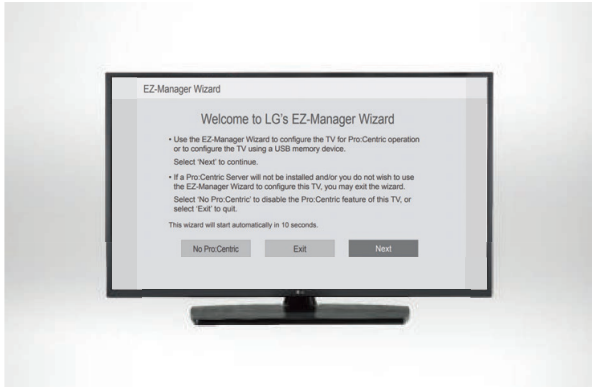 EZ-Manager Wizard
Welcome to LG's EZ-Manager Wizard
• Use the EZ-Manager Wizard to configure the TV for Pro:Centric operation
or to configure the TV using a USB memory device.
Select 'Next' to continue.
• If a Pro:Centric Server will not be installed and/or you do not wish to use
the EZ-Manager Wizard to configure this TV, you may exit the wizard.
Select 'No Pro:Centric' to disable the Pro:Centric feature of this TV, or
select 'Exit' to quit.
This wizard will start automatically in 10 seconds.
No Pro:Centric Exit Next